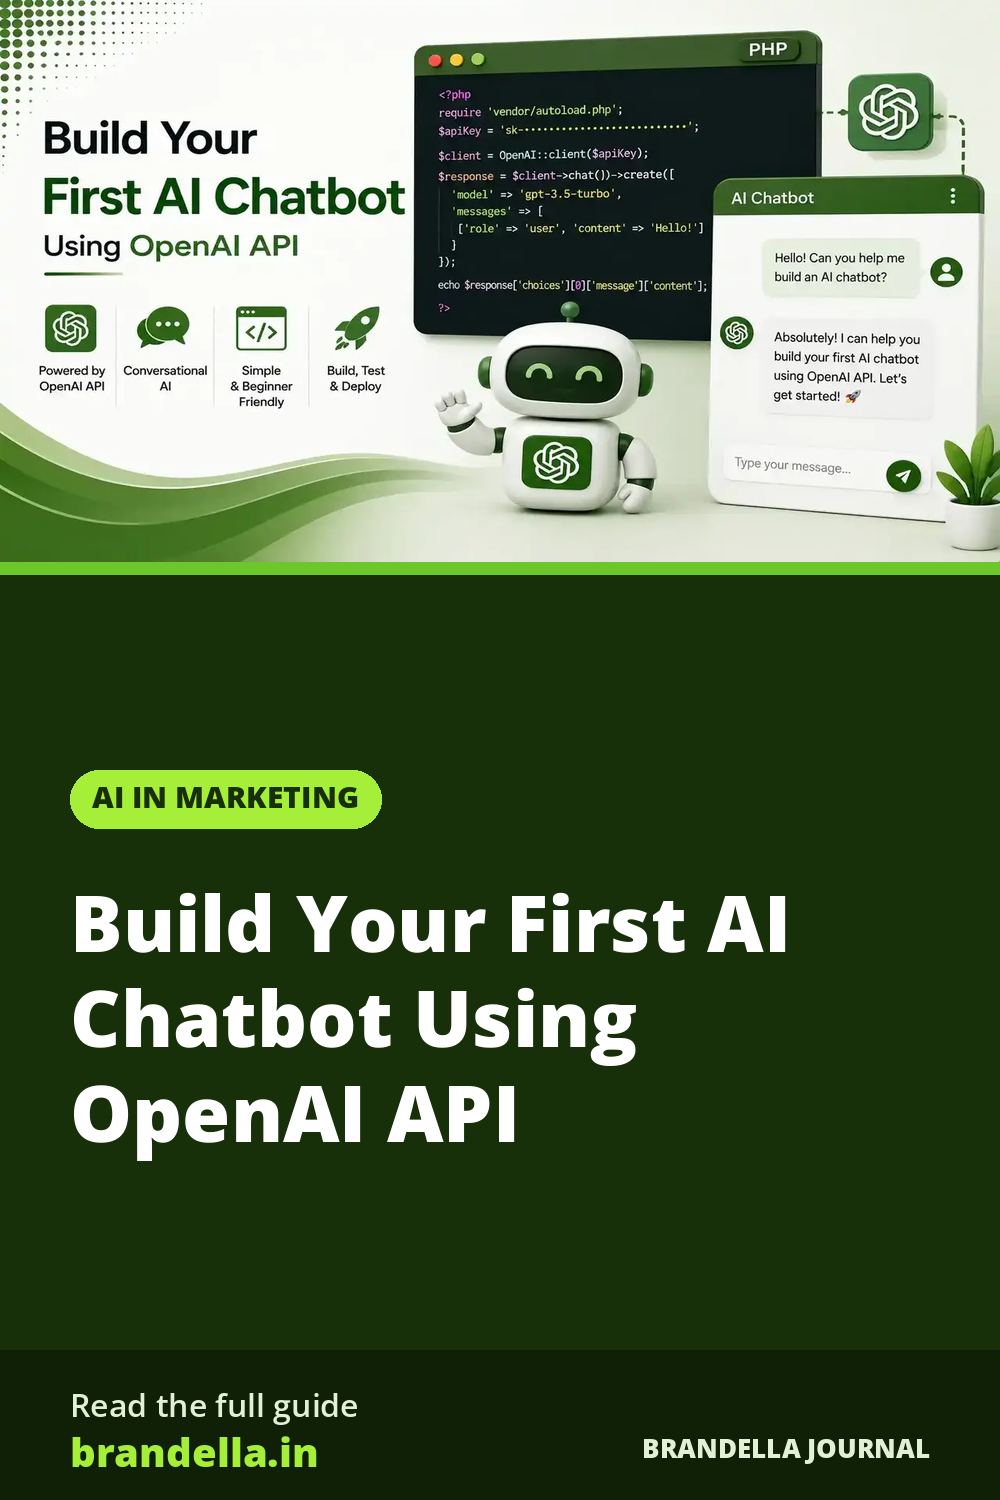 Build Your
First AI Chatbot
Using OpenAI API
Powered by
OpenAI API
Conversational
AI
Simple
& Beginner
Friendly
Build, Test
& Deploy
PHP
<?php
require 'vendor/autoload.php';
$apiKey = 'sk-••••••••••••••••••••••••••';
$client = OpenAI::client($apiKey);
$response = $client->chat())->create([
'model' => 'gpt-3.5-turbo',
'messages' => [
['role' => 'user', 'content' => 'Hello!']
]
]);
echo $response['choices'][0]['message']['content'];
?>
AI Chatbot
Hello! Can you help me
build an AI chatbot?
Absolutely! I can help you
build your first AI chatbot
using OpenAI API. Let's
get started! 🚀
Type your message...
AI IN MARKETING
Build Your First AI
Chatbot Using
OpenAI API
Read the full guide
brandella.in
BRANDELLA JOURNAL